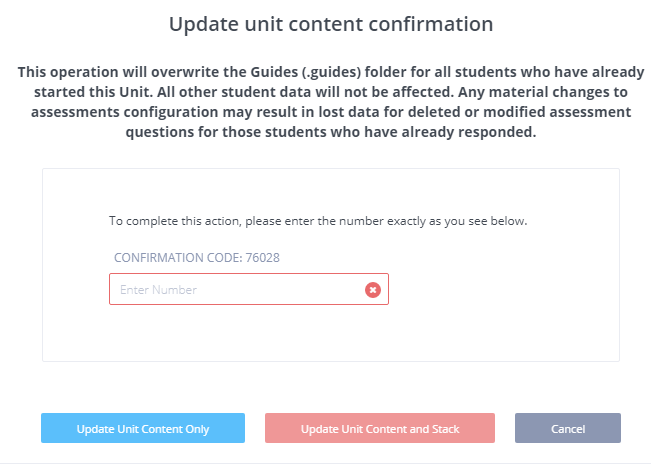 Update unit content confirmation
This operation will overwrite the Guides (.guides) folder for all students who have already
started this Unit. All other student data will not be affected. Any material changes to
assessments configuration may result in lost data for deleted or modified assessment
questions for those students who have already responded.
To complete this action, please enter the number exactly as you see below.
CONFIRMATION CODE: 76028
Enter Number
Update Unit Content Only
Update Unit Content and Stack
Cancel